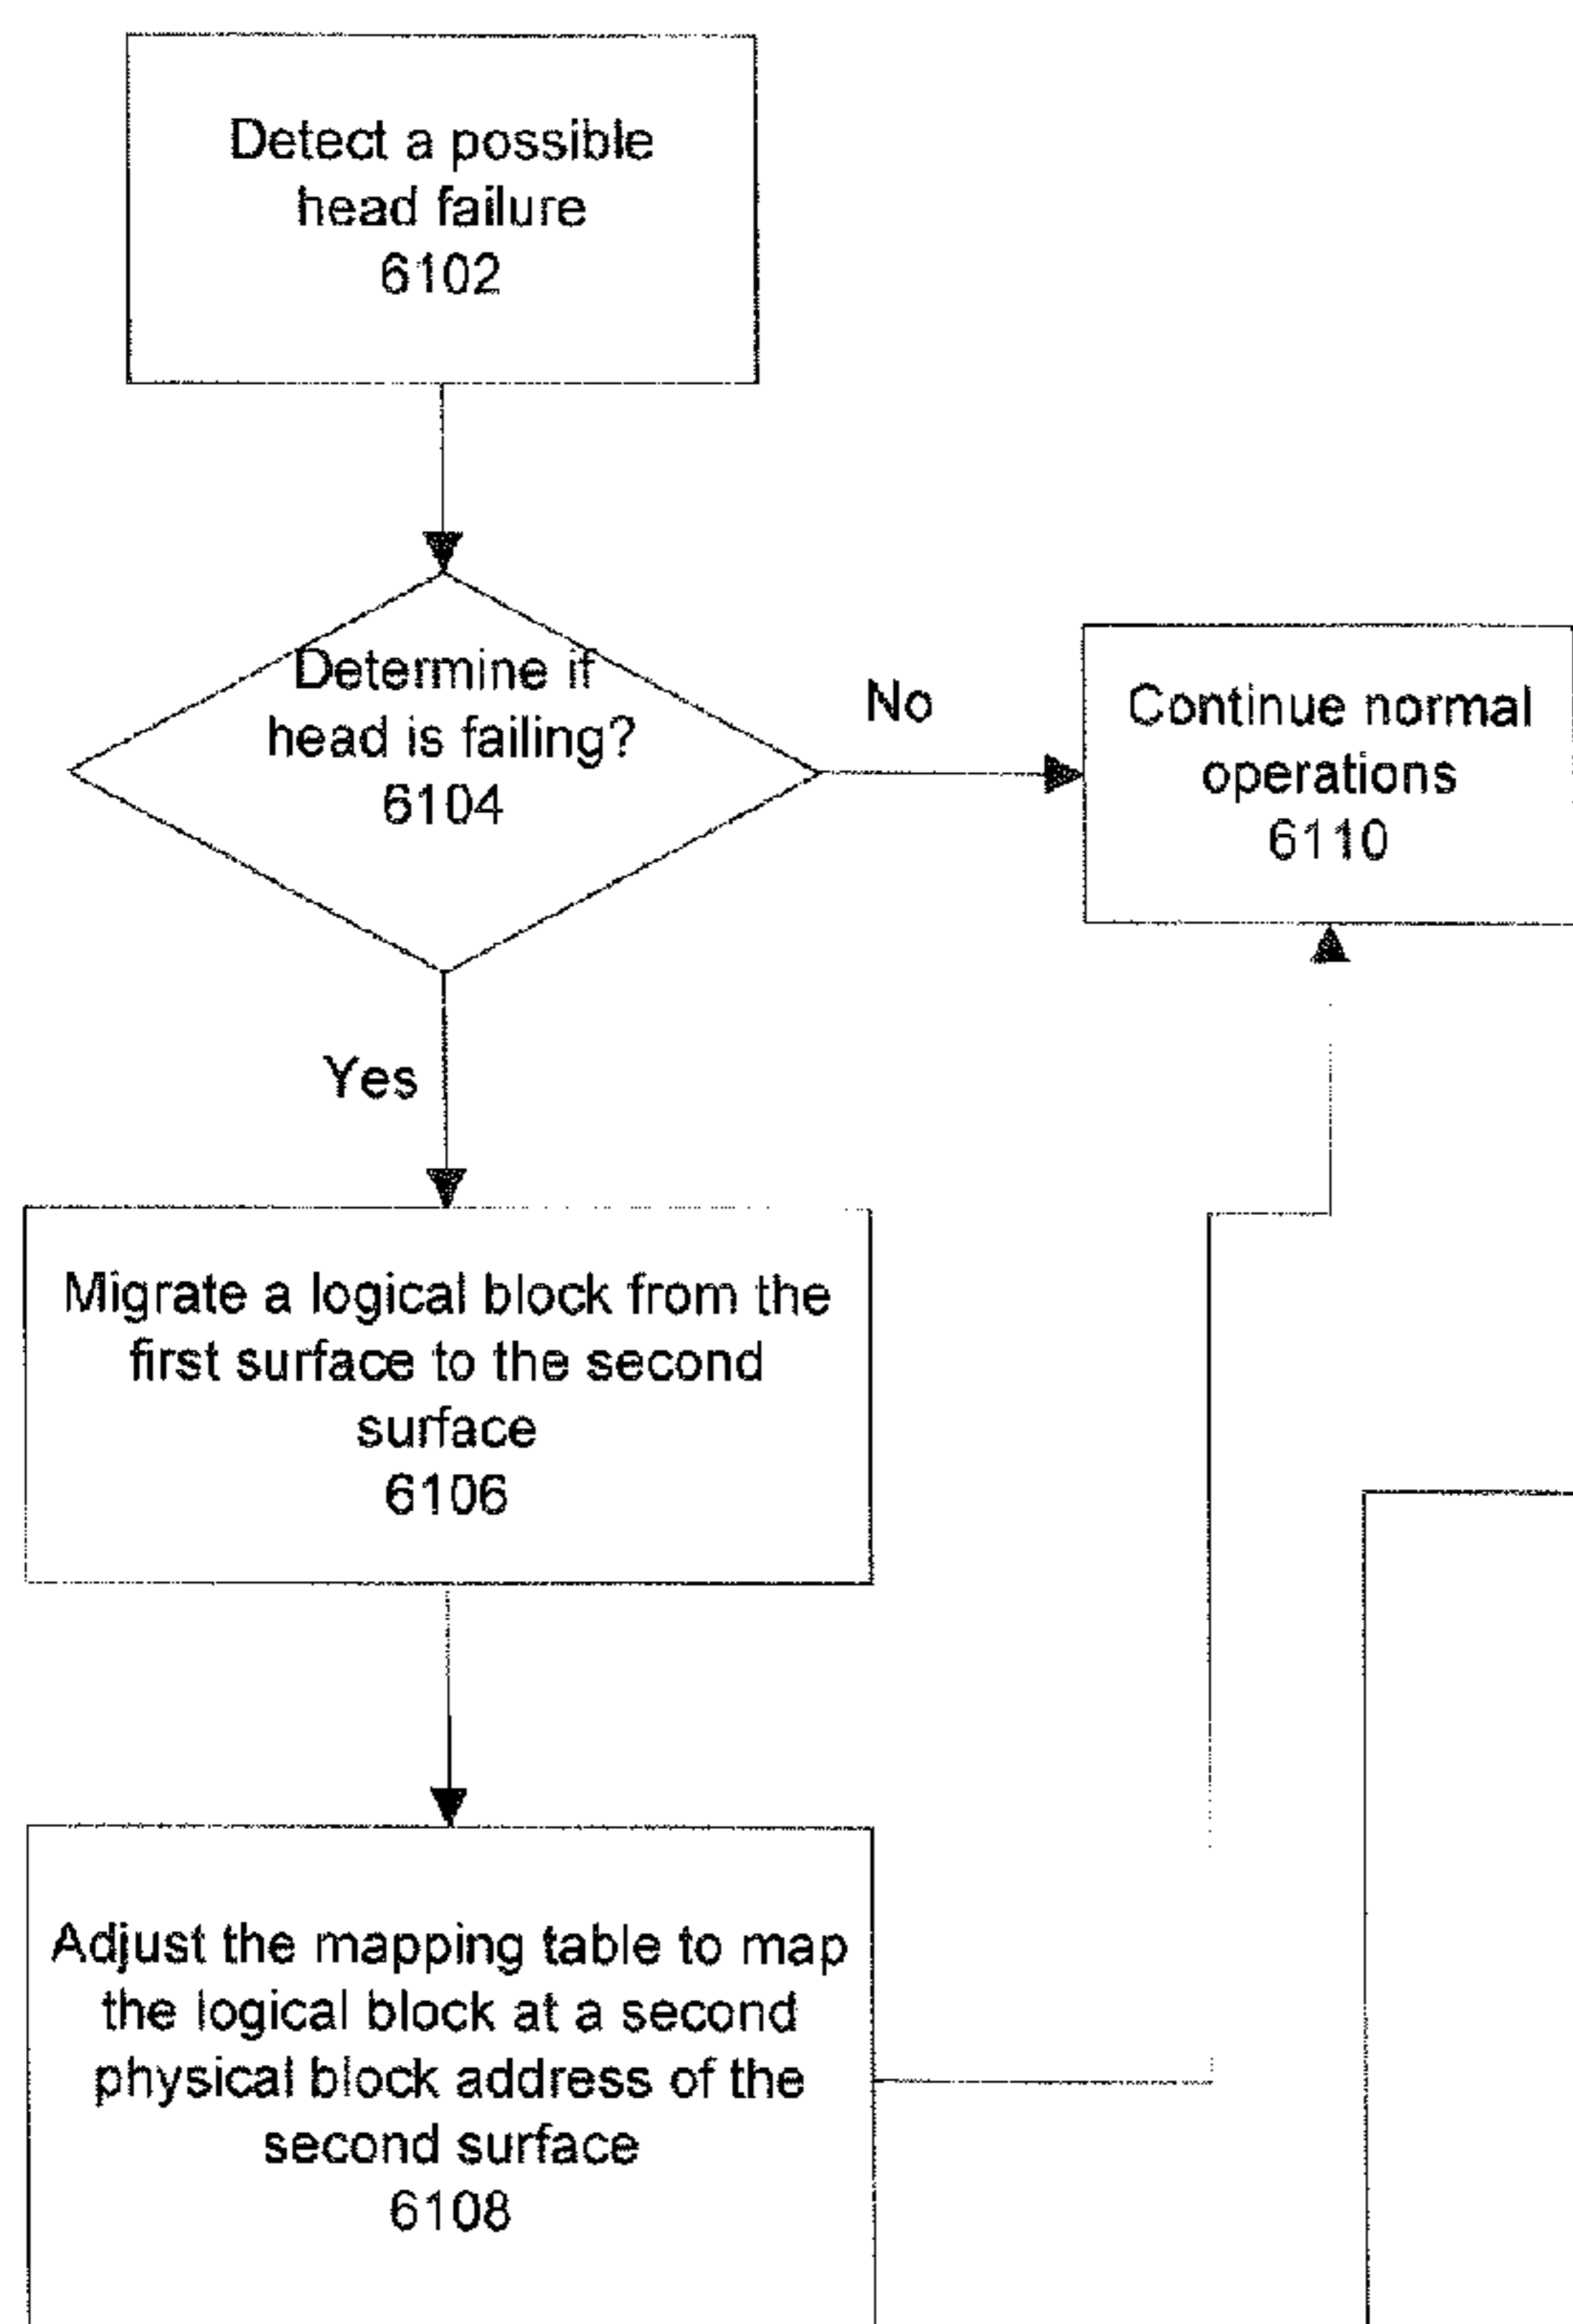 Detect a possible
head failure
6102
Determine if
head is failing?
6104
No
Continue normal
operations
6110
Yes
Migrate a logical block from the
first surface to the second
surface
6106
Adjust the mapping table to map
the logical block at a second
physical block address of the
second surface
6108